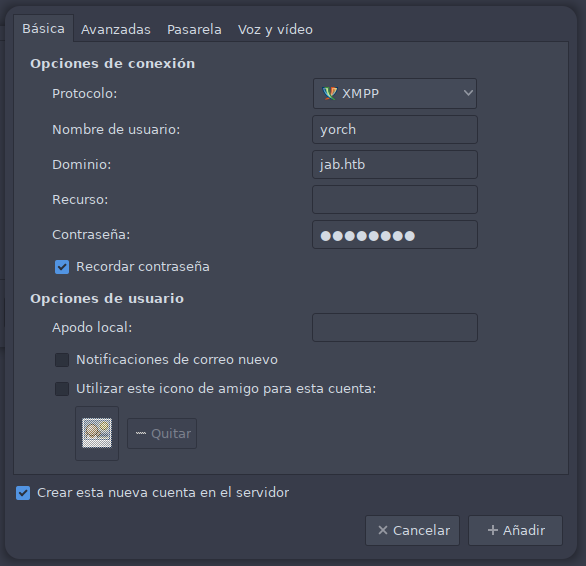 Básica Avanzadas Pasarela Voz y vídeo
Opciones de conexión
Protocolo: XMPP
Nombre de usuario: yorch
Dominio: jab.htb
Recurso:
Contraseña: ●●●●●●●●
Recordar contraseña
Opciones de usuario
Apodo local:
Notificaciones de correo nuevo
Utilizar este icono de amigo para esta cuenta:
Quitar
Crear esta nueva cuenta en el servidor
Cancelar Añadir